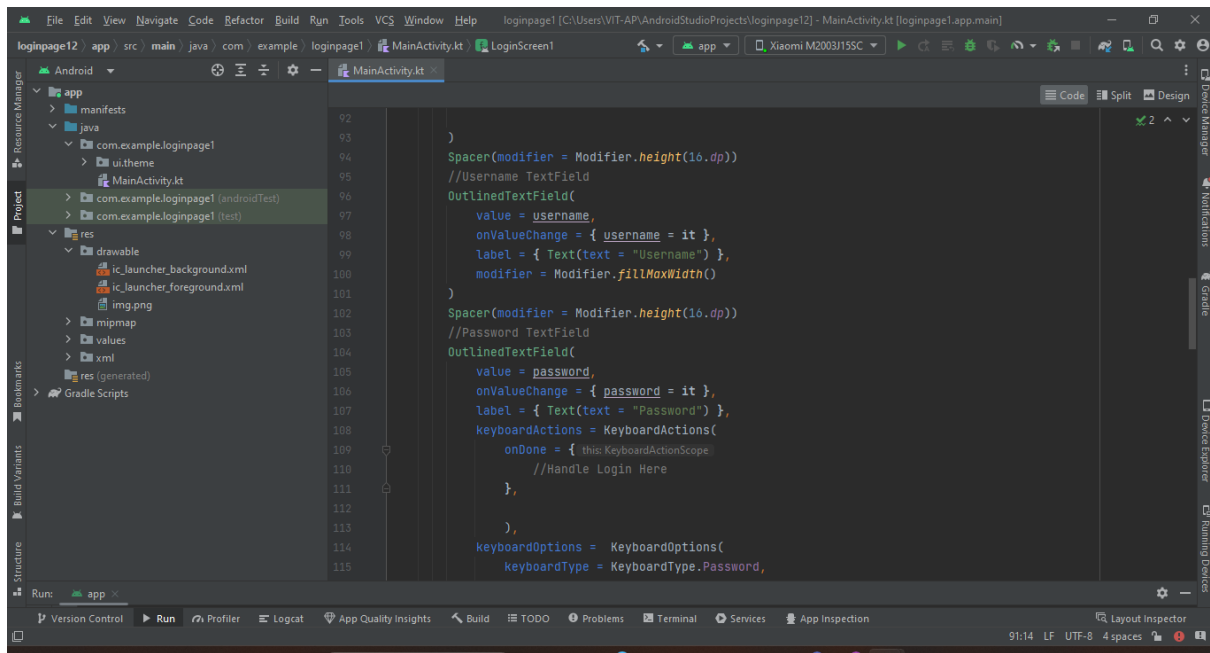 File Edit View Navigate Code Refactor Build Run Tools VCS Window Help loginpage1 [C:\Users\VIT-AP\AndroidStudioProjects\loginpage12] - MainActivity.kt [loginpage1.app.main]
loginpage12 app src main java com example loginpage1 MainActivity.kt LoginScreen1 app Xiaomi M2003J15SC
Android MainActivity.kt
Code Split Design
Resource Manager
Project
Bookmarks
Build Variants
Structure
app
manifests
java
com.example.loginpage1
ui.theme
MainActivity.kt
com.example.loginpage1 (androidTest)
com.example.loginpage1 (test)
res
drawable
ic_launcher_background.xml
ic_launcher_foreground.xml
img.png
mipmap
values
xml
res (generated)
Gradle Scripts
2
92
93 )
94 Spacer(modifier = Modifier.height(16.dp))
95 //Username TextField
96 OutlinedTextField(
97 value = username,
98 onValueChange = { username = it },
99 label = { Text(text = "Username") },
100 modifier = Modifier.fillMaxWidth()
101 )
102 Spacer(modifier = Modifier.height(16.dp))
103 //Password TextField
104 OutlinedTextField(
105 value = password,
106 onValueChange = { password = it },
107 label = { Text(text = "Password") },
108 keyboardActions = KeyboardActions(
109 onDone = { this: KeyboardActionScope
110 //Handle Login Here
111 },
112
113 ),
114 keyboardOptions = KeyboardOptions(
115 keyboardType = KeyboardType.Password,
Device Manager
Notifications
Gradle
Device Explorer
Running Devices
Run: app
Version Control Run Profiler Logcat App Quality Insights Build TODO Problems Terminal Services App Inspection Layout Inspector
91:14 LF UTF-8 4 spaces